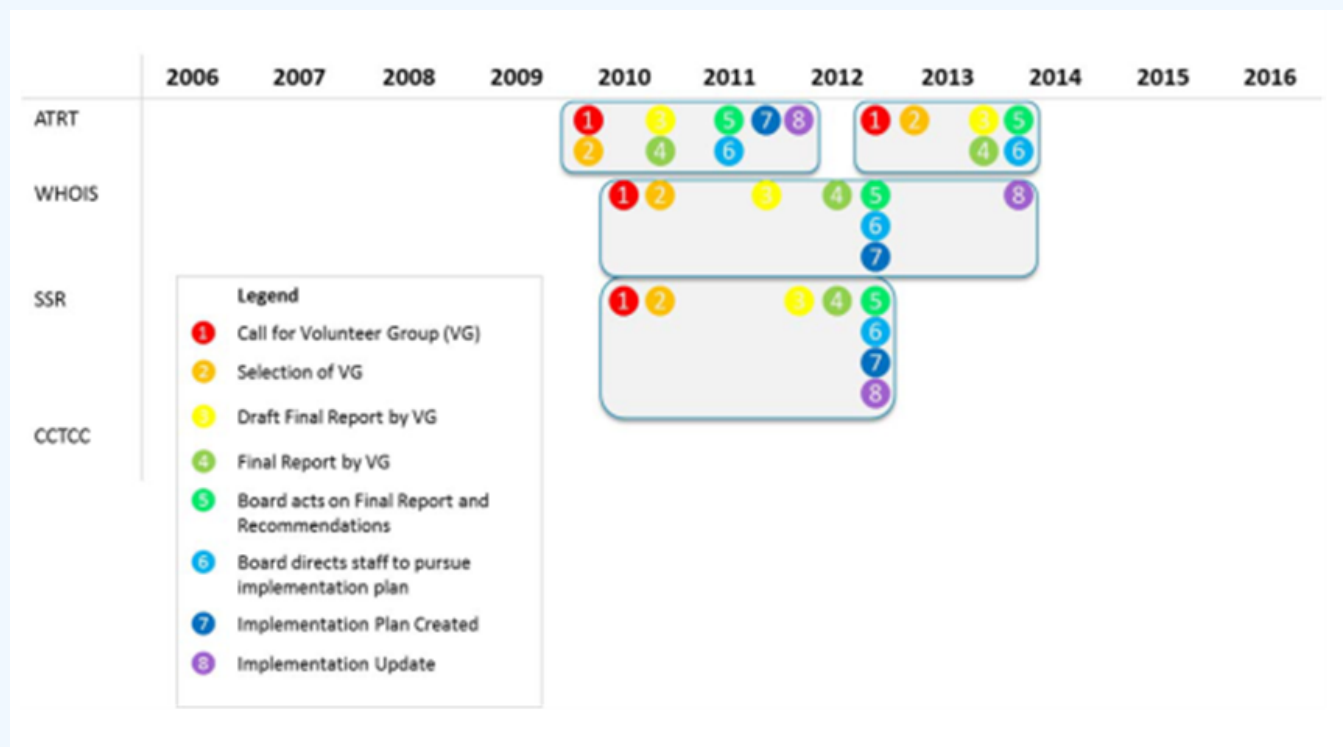 2006 2007 2008 2009 2010 2011 2012 2013 2014 2015 2016
ATRT
1 3 5 7 8 1 2 3 5
2 4 6 4 6
WHOIS
1 2 3 4 5 8
6
7
SSR
1 2 3 4 5
6
7
8
CCTCC
Legend
1 Call for Volunteer Group (VG)
2 Selection of VG
3 Draft Final Report by VG
4 Final Report by VG
5 Board acts on Final Report and
Recommendations
6 Board directs staff to pursue
implementation plan
7 Implementation Plan Created
8 Implementation Update